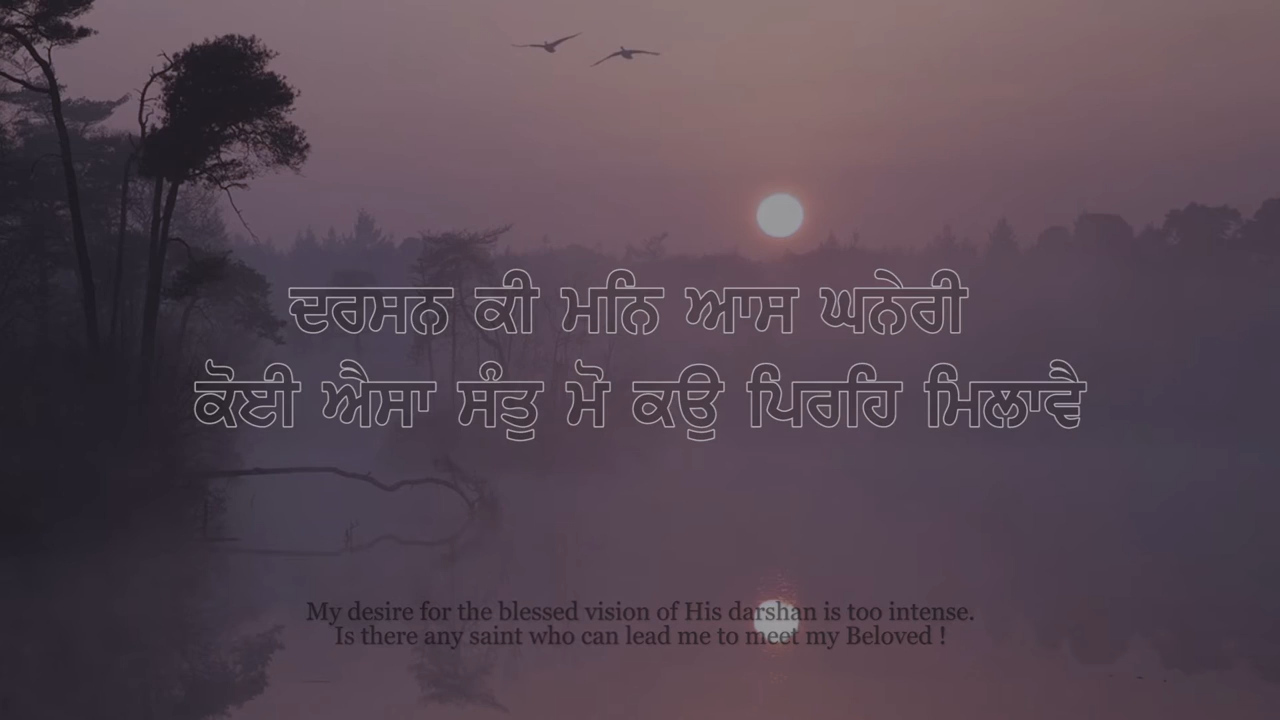 ਦਰਸਨ ਕੀ ਮਨਿ ਆਸ ਘਨੇਰੀ
ਕੋਈ ਐਸਾ ਸੰਤੁ ਮੋ ਕਉ ਪਿਰਹਿ ਮਿਲਾਵੈ
My desire for the blessed vision of His darshan is too intense.
Is there any saint who can lead me to meet my Beloved !